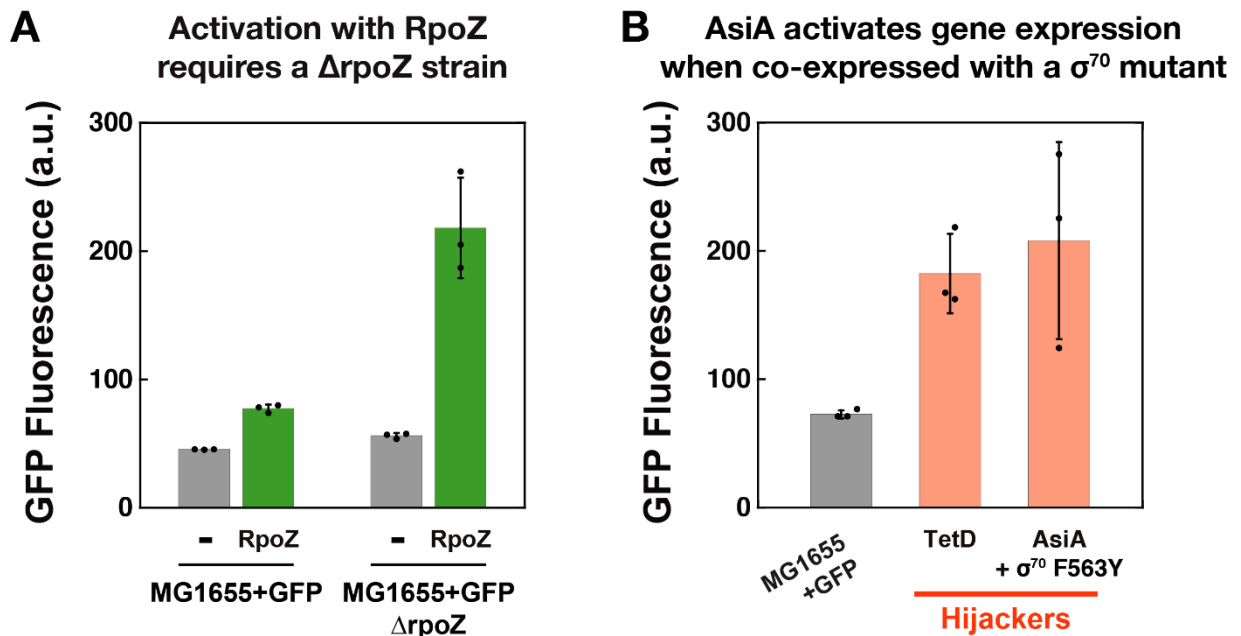 A
Activation with RpoZ
requires a ΔrpoZ strain
GFP Fluorescence (a.u.)
300
200
100
0
- RpoZ - RpoZ
MG1655+GFP MG1655+GFP
ΔrpoZ
B
AsiA activates gene expression
when co-expressed with a σ⁷⁰ mutant
GFP Fluorescence (a.u.)
300
200
100
0
MG1655
+GFP
TetD
AsiA
+ σ⁷⁰ F563Y
Hijackers